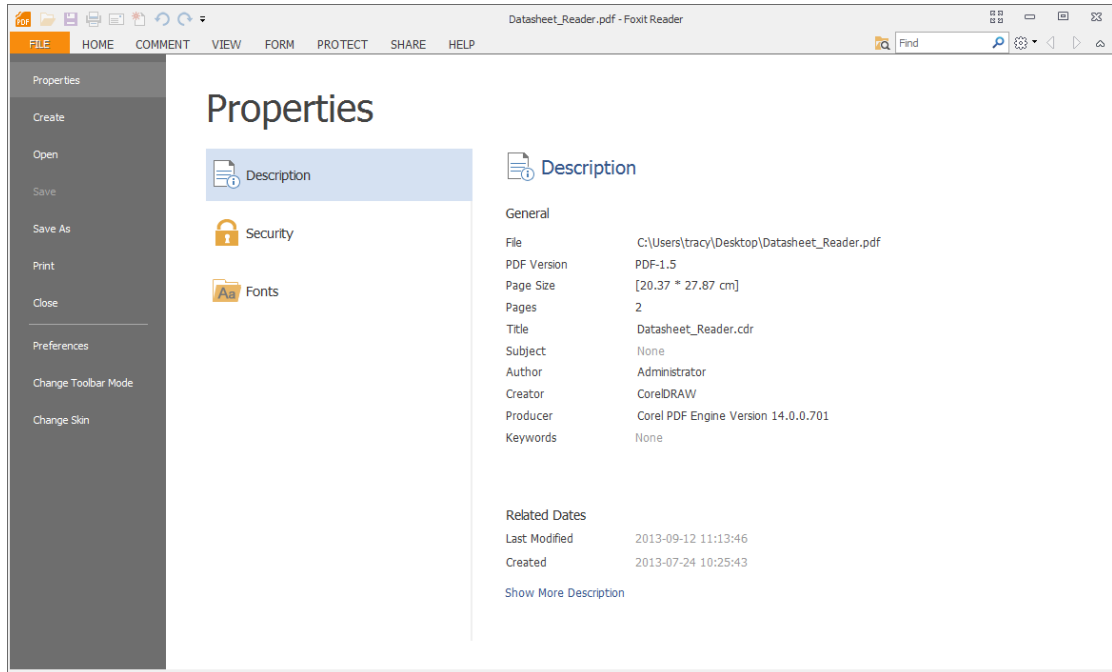 PDF
Datasheet_Reader.pdf - Foxit Reader
FILE HOME COMMENT VIEW FORM PROTECT SHARE HELP
Find
Properties
Create
Open
Save
Save As
Print
Close
Preferences
Change Toolbar Mode
Change Skin
Properties
Description
Security
Aa Fonts
Description
General
File C:\Users\tracy\Desktop\Datasheet_Reader.pdf
PDF Version PDF-1.5
Page Size [20.37 * 27.87 cm]
Pages 2
Title Datasheet_Reader.cdr
Subject None
Author Administrator
Creator CorelDRAW
Producer Corel PDF Engine Version 14.0.0.701
Keywords None
Related Dates
Last Modified 2013-09-12 11:13:46
Created 2013-07-24 10:25:43
Show More Description